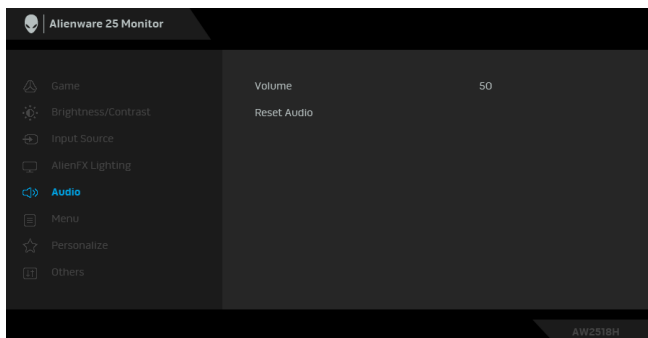 Alienware 25 Monitor
Game
Volume 50
Brightness/Contrast
Reset Audio
Input Source
AlienFX Lighting
Audio
Menu
Personalize
Others
AW2518H